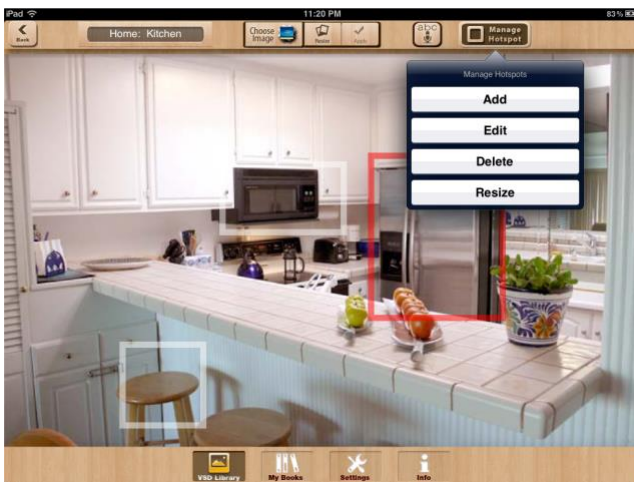 iPad 11:20 PM 83%
Back
Home: Kitchen
Choose
Image
Resize
Apply
abc
Manage
Hotspot
Manage Hotspots
Add
Edit
Delete
Resize
VSD Library
My Books
Settings
Info